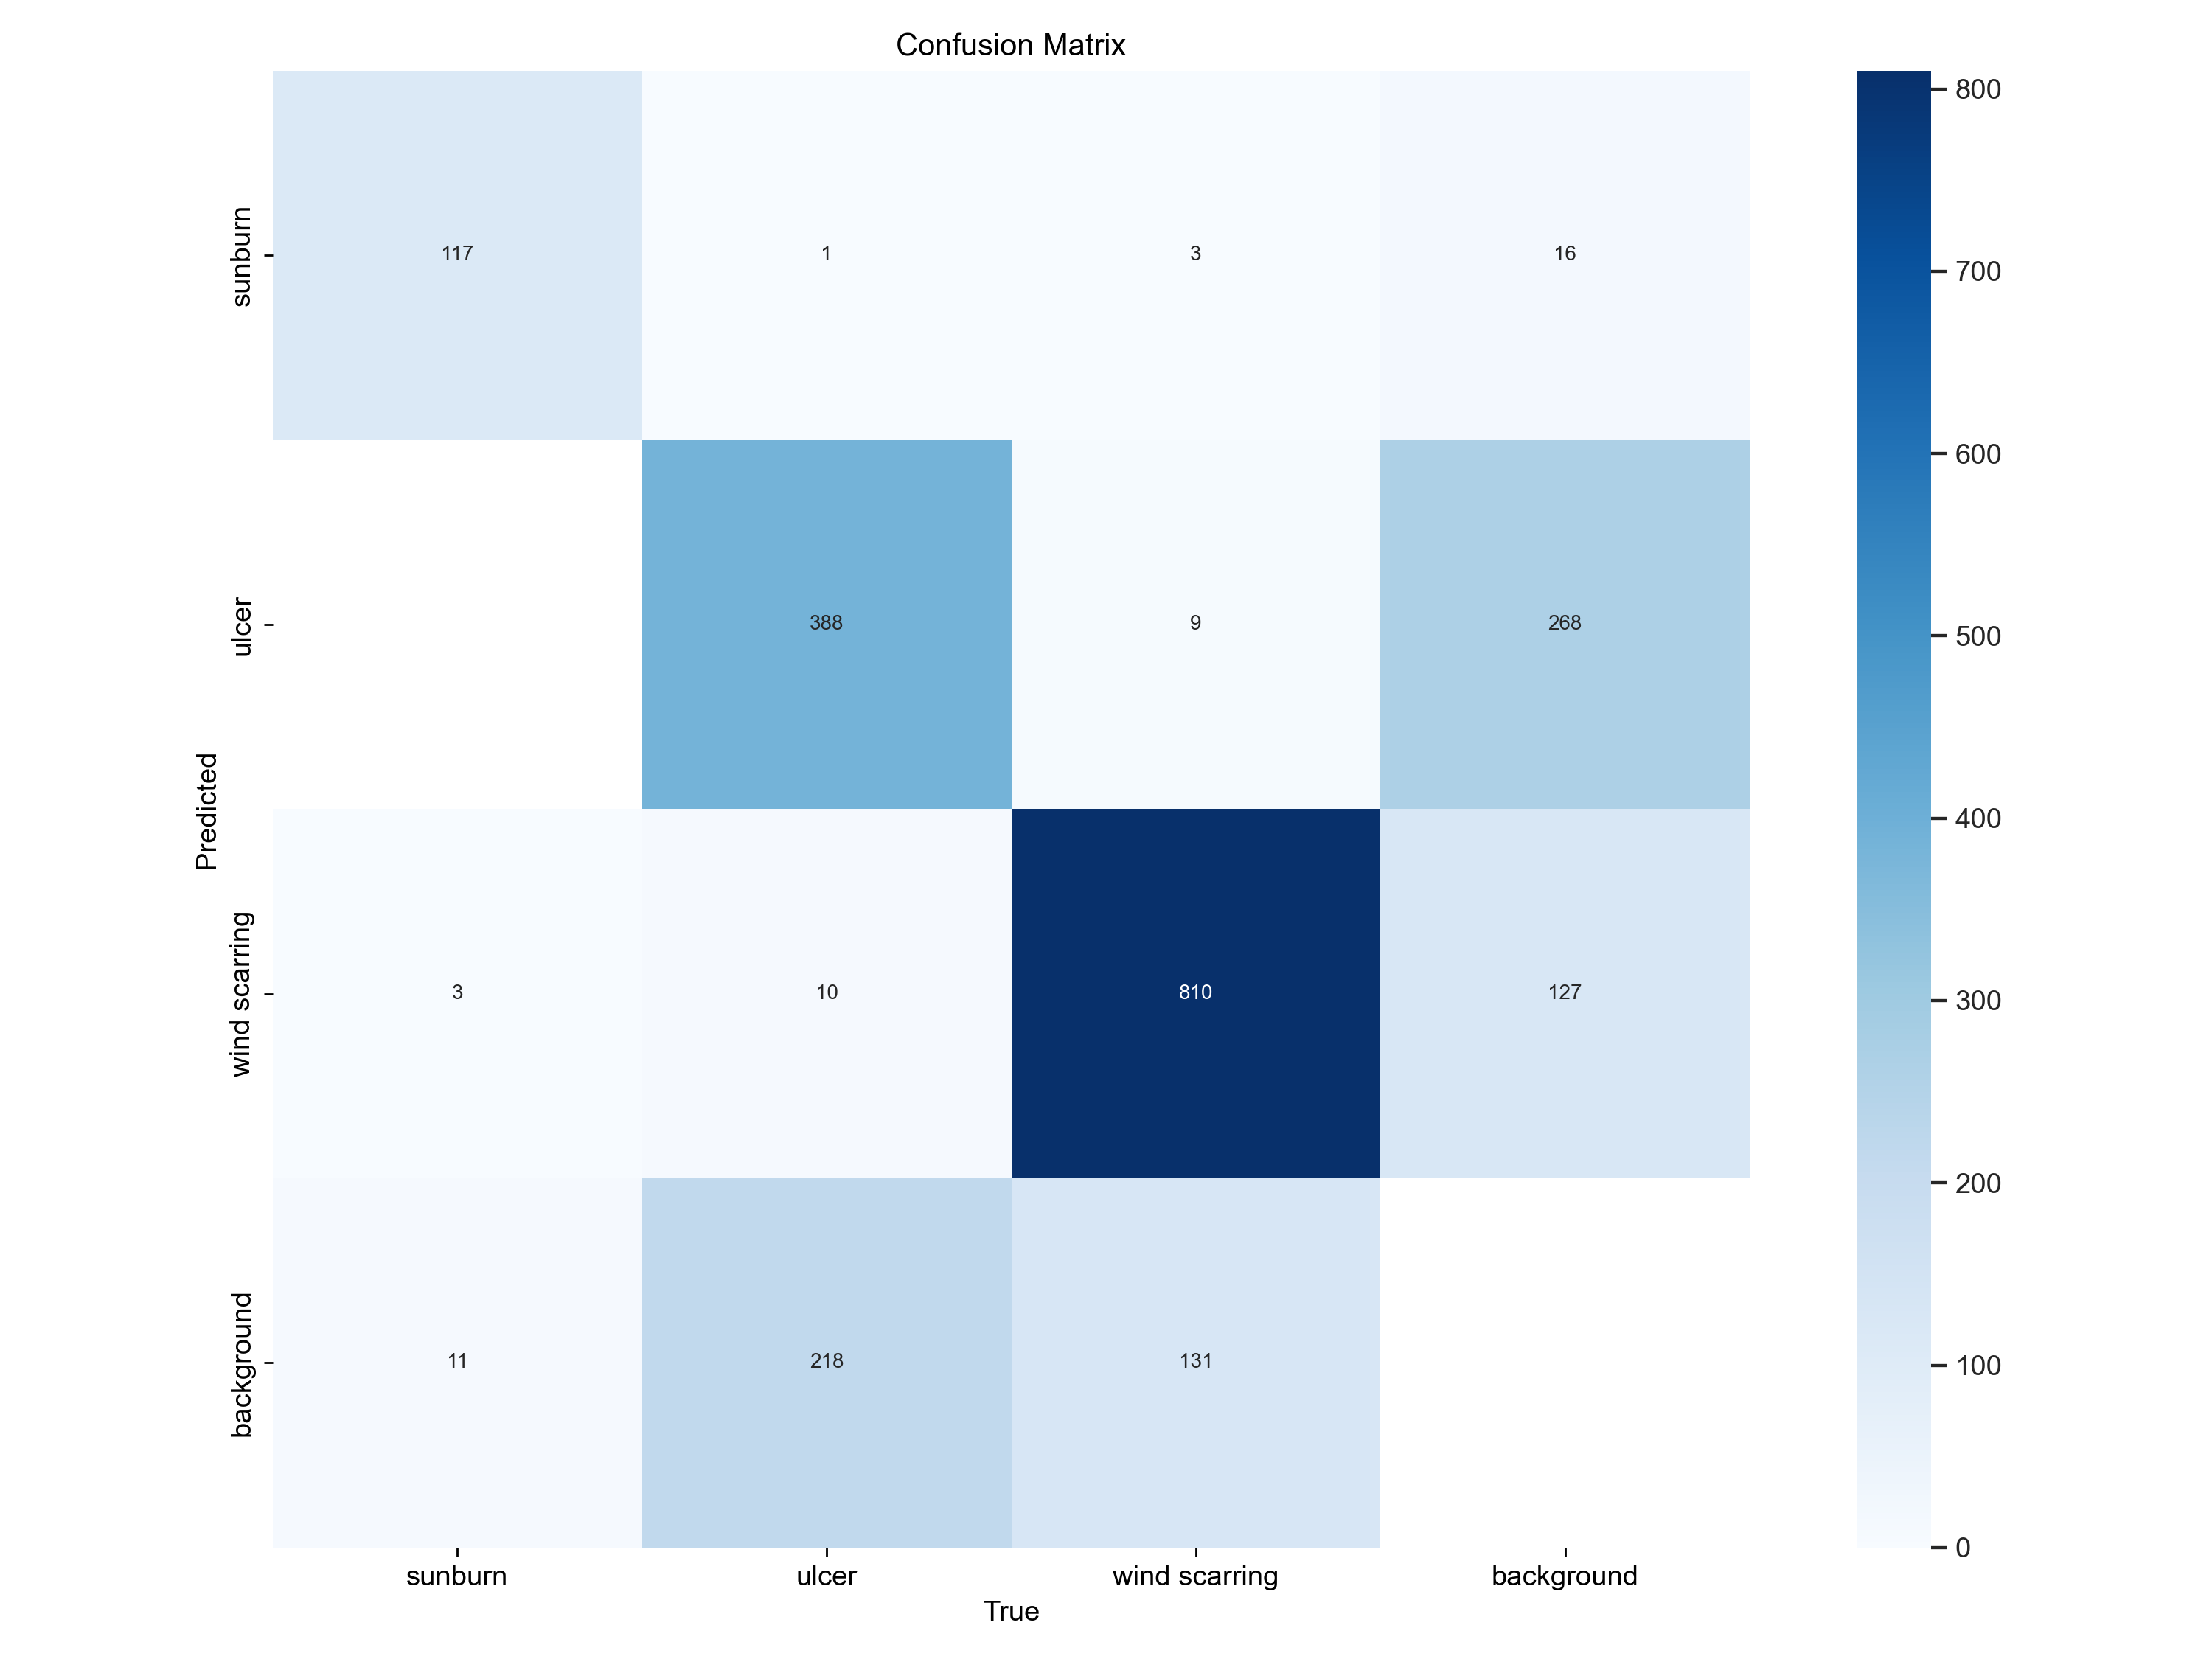 Confusion Matrix
sunburn
117 1 3 16
ulcer
388 9 268
wind scarring
3 10 810 127
background
11 218 131
Predicted
sunburn ulcer wind scarring background
True
800
700
600
500
400
300
200
100
0